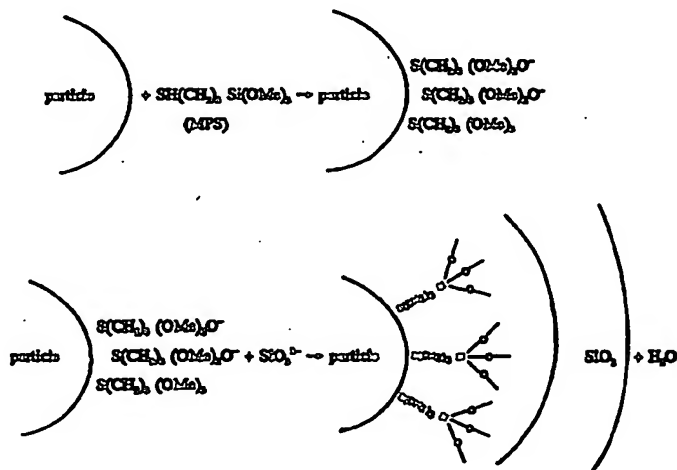 S(CH₂)₃ (OMe)₂O⁻
particle + SH(CH₂)₃ Si(OMe)₃ → particle
S(CH₂)₃ (OMe)₂O⁻
(MPS)
S(CH₂)₃ (OMe)₃
S(CH₂)₃ (OMe)₂O⁻
particle
S(CH₂)₃ (OMe)₂O⁻ + SiO₃²⁻ → particle
SiO₂ + H₂O
S(CH₂)₃ (OMe)₃